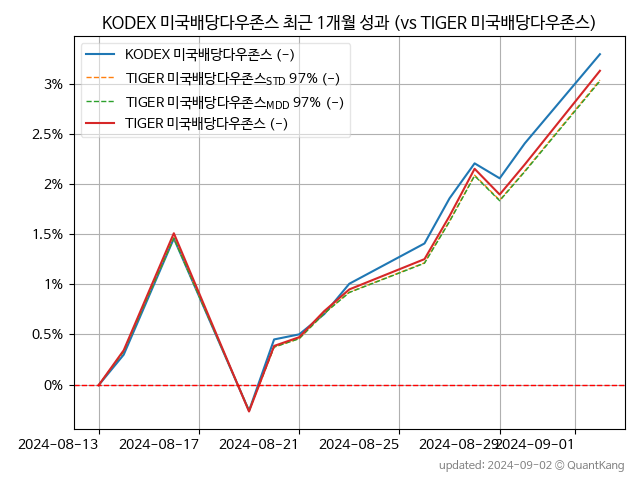 KODEX 미국배당다우존스 최근 1개월 성과 (vs TIGER 미국배당다우존스)
KODEX 미국배당다우존스 (-)
TIGER 미국배당다우존스STD 97% (-)
TIGER 미국배당다우존스MDD 97% (-)
TIGER 미국배당다우존스 (-)
3%
2.5%
2%
1.5%
1%
0.5%
0%
2024-08-13 2024-08-17 2024-08-21 2024-08-25 2024-08-29 2024-09-01
updated: 2024-09-02 © QuantKang